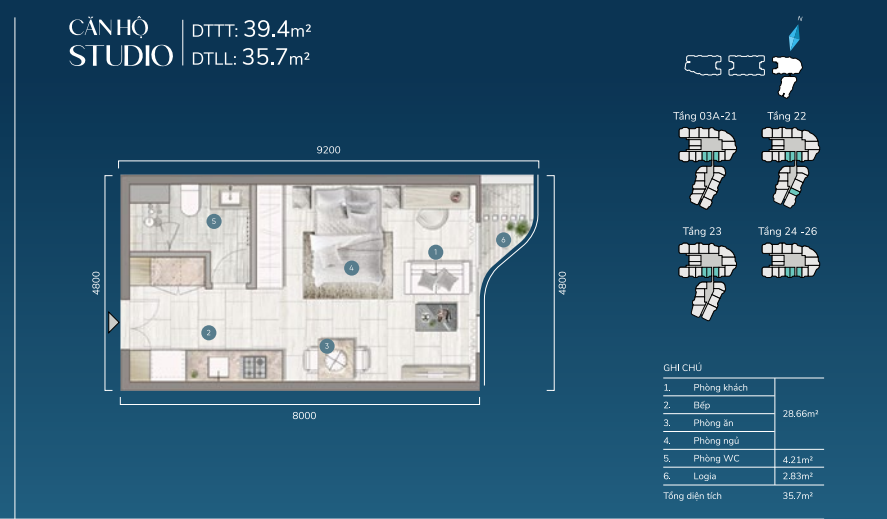 CĂN HỘ
STUDIO
DTTT: 39.4m²
DTLL: 35.7m²
N
Tầng 03A-21
Tầng 22
Tầng 23
Tầng 24 -26
9200
4800
4800
8000
1
2
3
4
5
6
GHI CHÚ
1. Phòng khách
2. Bếp
3. Phòng ăn
4. Phòng ngủ
28.66m²
5. Phòng WC 4.21m²
6. Logia 2.83m²
Tổng diện tích 35.7m²